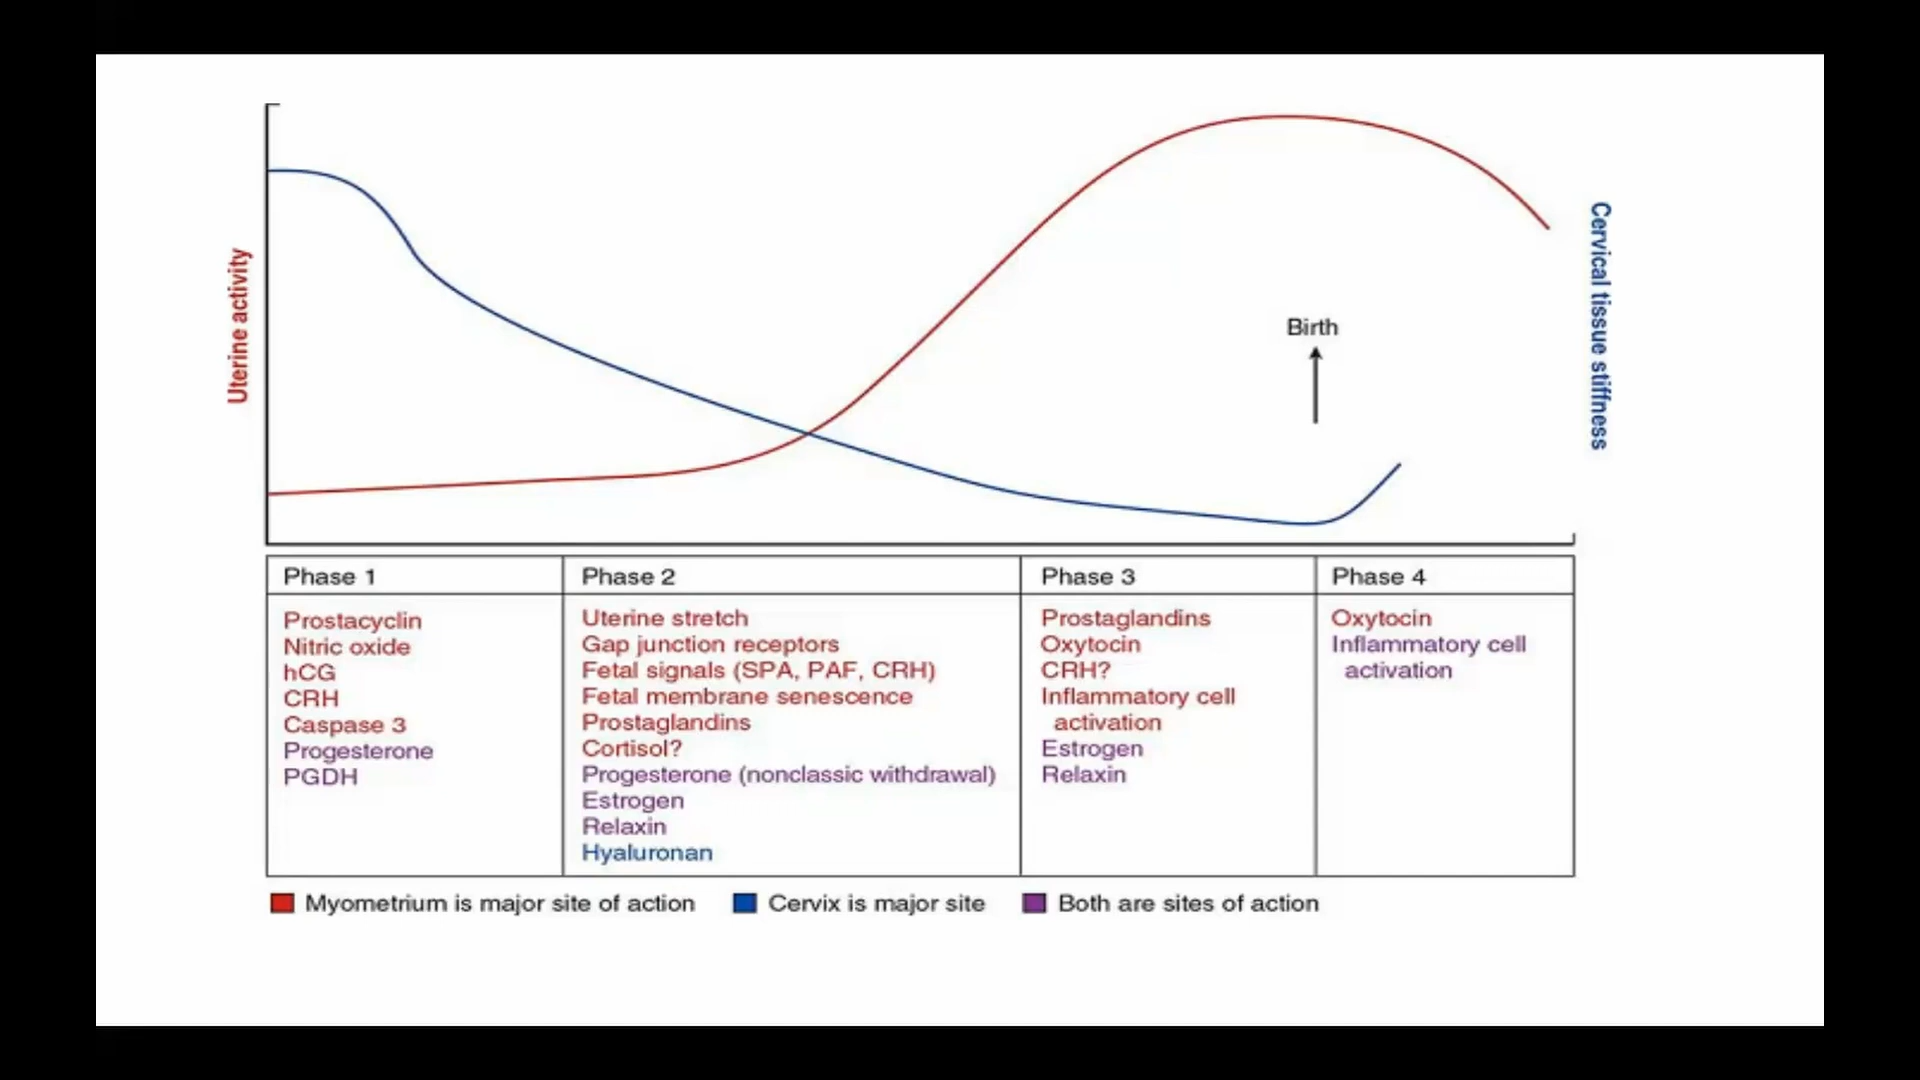 Uterine activity
Cervical tissue stiffness
Birth
Phase 1
Prostacyclin
Nitric oxide
hCG
CRH
Caspase 3
Progesterone
PGDH
Phase 2
Uterine stretch
Gap junction receptors
Fetal signals (SPA, PAF, CRH)
Fetal membrane senescence
Prostaglandins
Cortisol?
Progesterone (nonclassic withdrawal)
Estrogen
Relaxin
Hyaluronan
Phase 3
Prostaglandins
Oxytocin
CRH?
Inflammatory cell
activation
Estrogen
Relaxin
Phase 4
Oxytocin
Inflammatory cell
activation
Myometrium is major site of action
Cervix is major site
Both are sites of action